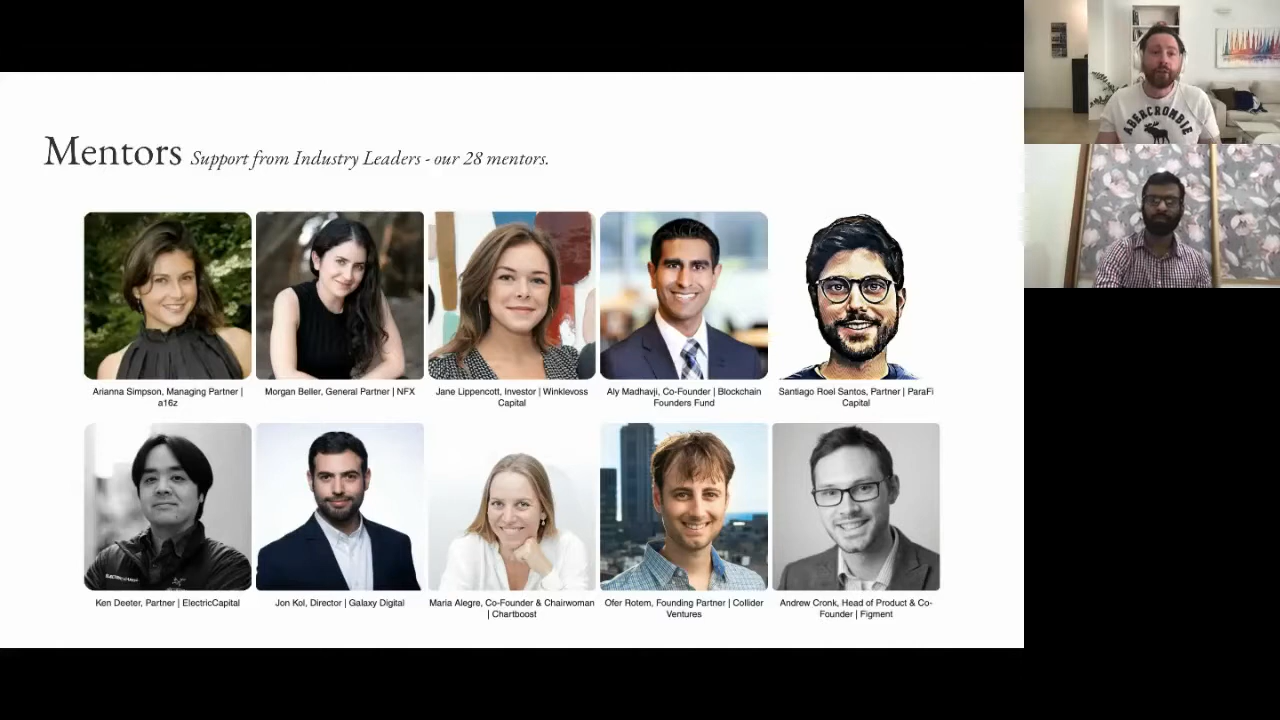 Mentors Support from Industry Leaders - our 28 mentors.
ABERCROMBIE
Arianna Simpson, Managing Partner |
a16z
Morgan Beller, General Partner | NFX
Jane Lippencott, Investor | Winklevoss
Capital
Aly Madhavji, Co-Founder | Blockchain
Founders Fund
Santiago Roel Santos, Partner | ParaFi
Capital
Ken Deeter, Partner | ElectricCapital
Jon Kol, Director | Galaxy Digital
Maria Alegre, Co-Founder & Chairwoman
| Chartboost
Ofer Rotem, Founding Partner | Collider
Ventures
Andrew Cronk, Head of Product & Co-
Founder | Figment